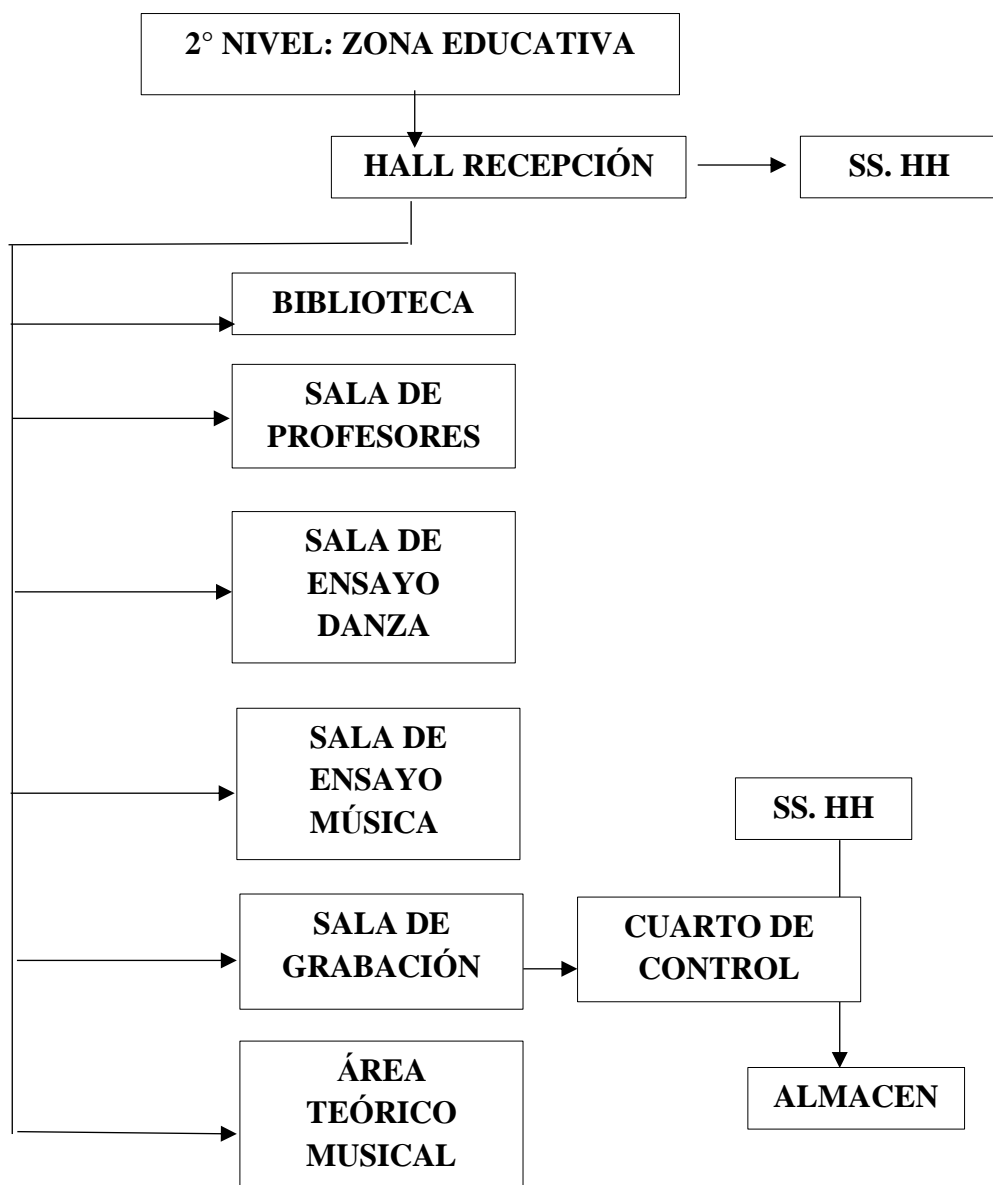 2° NIVEL: ZONA EDUCATIVA
HALL RECEPCIÓN
SS. HH
BIBLIOTECA
SALA DE
PROFESORES
SALA DE
ENSAYO
DANZA
SALA DE
ENSAYO
MÚSICA
SS. HH
SALA DE
GRABACIÓN
CUARTO DE
CONTROL
ALMACEN
ÁREA
TEÓRICO
MUSICAL